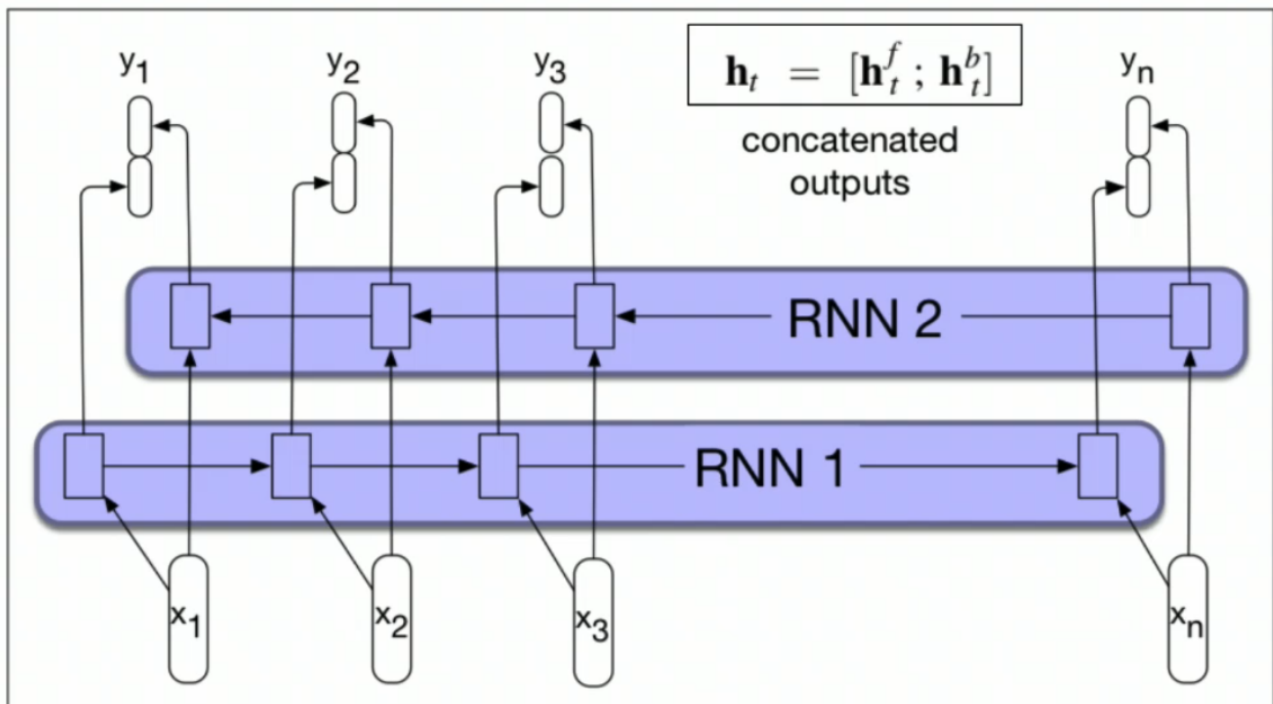 y1 y2 y3 yn
h_t = [h_t^f ; h_t^b]
concatenated
outputs
RNN 2
RNN 1
x1 x2 x3 xn